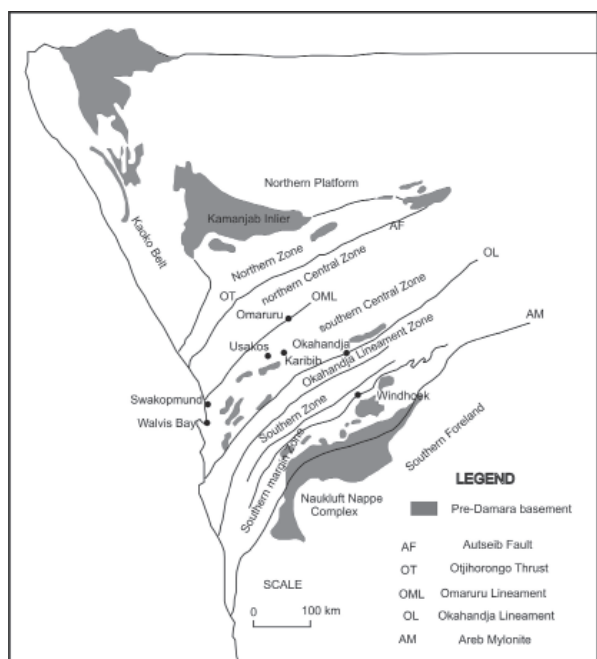 Northern Platform
Kamanjab Inlier
Kaoko Belt
AF
Northern Zone
northern Central Zone
OL
OT
OML
Omaruru
southern Central Zone
AM
Usakos
Okahandja
Karibib
Okahandja Lineament Zone
Swakopmund
Walvis Bay
Southern Zone
Windhoek
Southern margin Zone
Southern Foreland
Naukluft Nappe
Complex
LEGEND
Pre-Damara basement
AF Autseib Fault
OT Otjihorongo Thrust
OML Omaruru Lineament
OL Okahandja Lineament
AM Areb Mylonite
SCALE
0 100 km